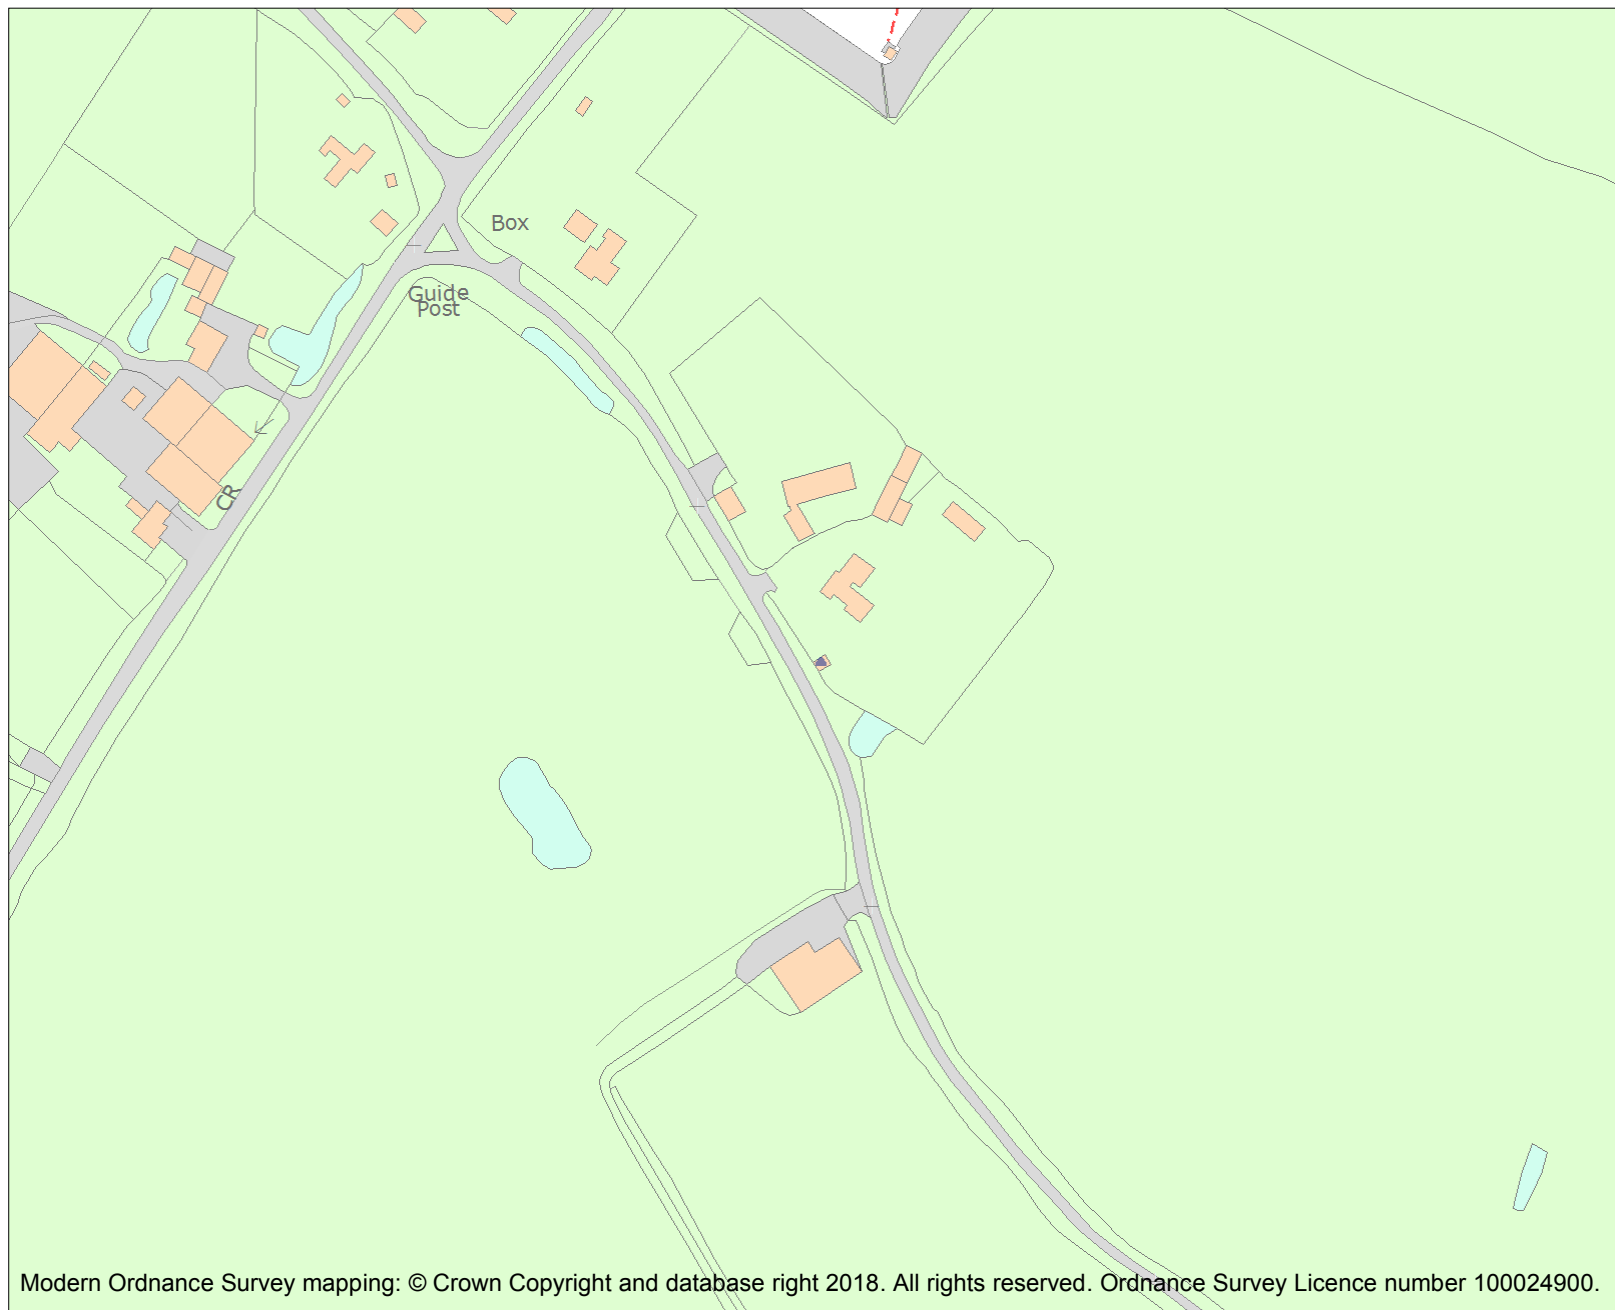 Box
Guide
Post
CR
Modern Ordnance Survey mapping: © Crown Copyright and database right 2018. All rights reserved. Ordnance Survey Licence number 100024900.